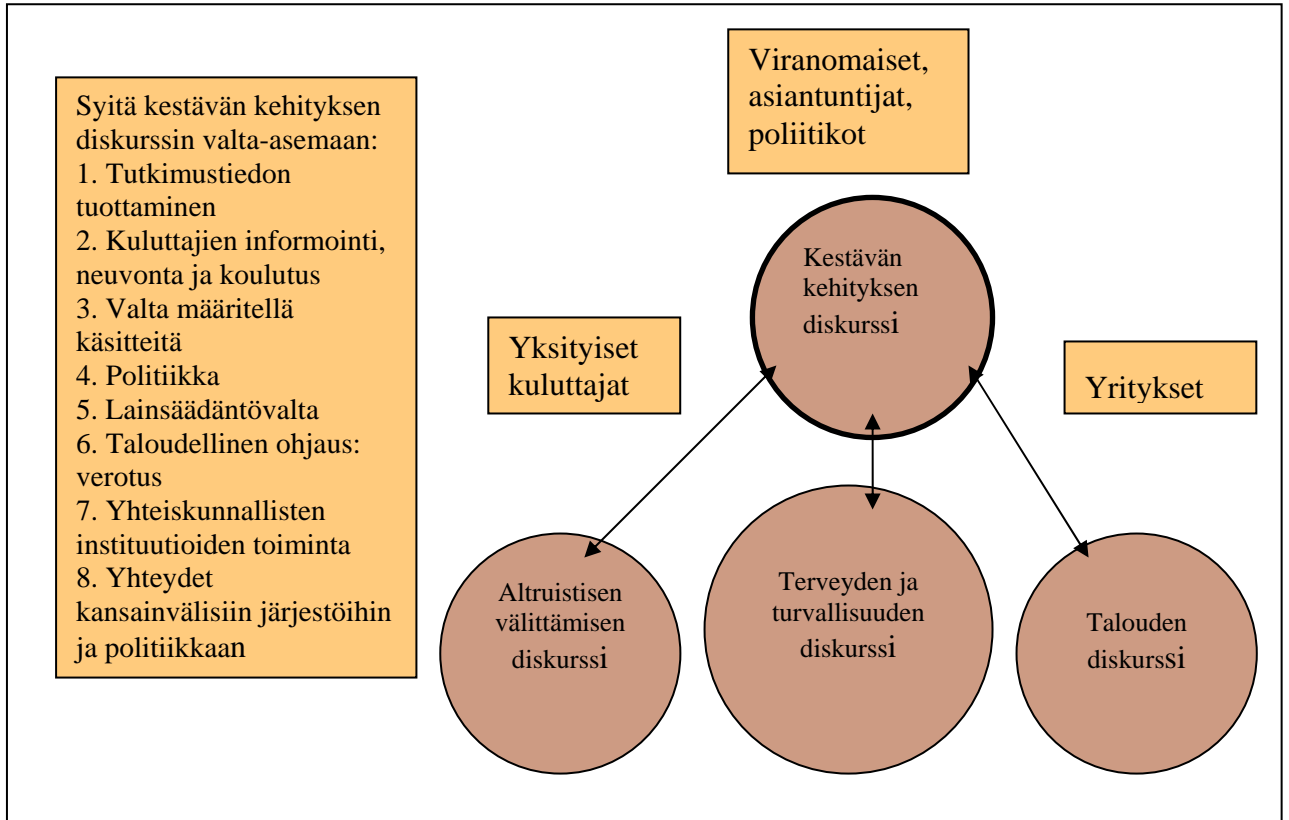 Syitä kestävän kehityksen
diskurssin valta-asemaan:
1. Tutkimustiedon
tuottaminen
2. Kuluttajien informointi,
neuvonta ja koulutus
3. Valta määritellä
käsitteitä
4. Politiikka
5. Lainsäädäntövalta
6. Taloudellinen ohjaus:
verotus
7. Yhteiskunnallisten
instituutioiden toiminta
8. Yhteydet
kansainvälisiin järjestöihin
ja politiikkaan
Viranomaiset,
asiantuntijat,
poliitikot
Kestävän
kehityksen
diskurssi
Yksityiset
kuluttajat
Yritykset
Altruistisen
välittämisen
diskurssi
Terveyden ja
turvallisuuden
diskurssi
Talouden
diskurssi